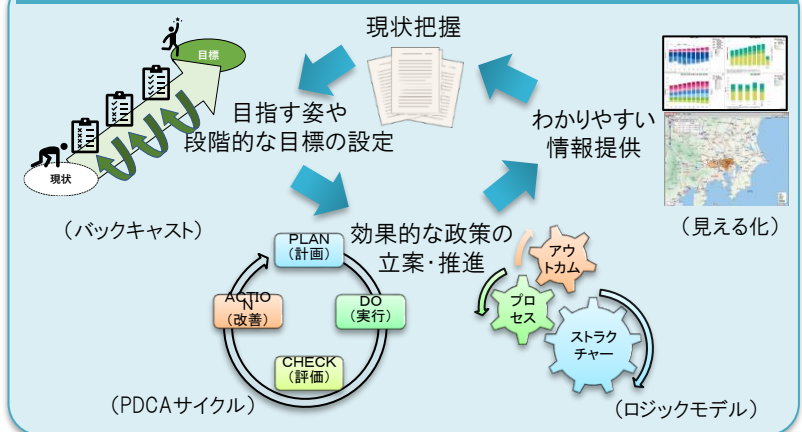 現状把握
目標
目指す姿や
段階的な目標の設定
現状
（バックキャスト）
わかりやすい
情報提供
（見える化）
効果的な政策の
立案・推進
PLAN
（計画）
DO
（実行）
CHECK
（評価）
ACTIO
N
（改善）
（PDCAサイクル）
アウ
トカム
プロ
セス
ストラク
チャー
（ロジックモデル）